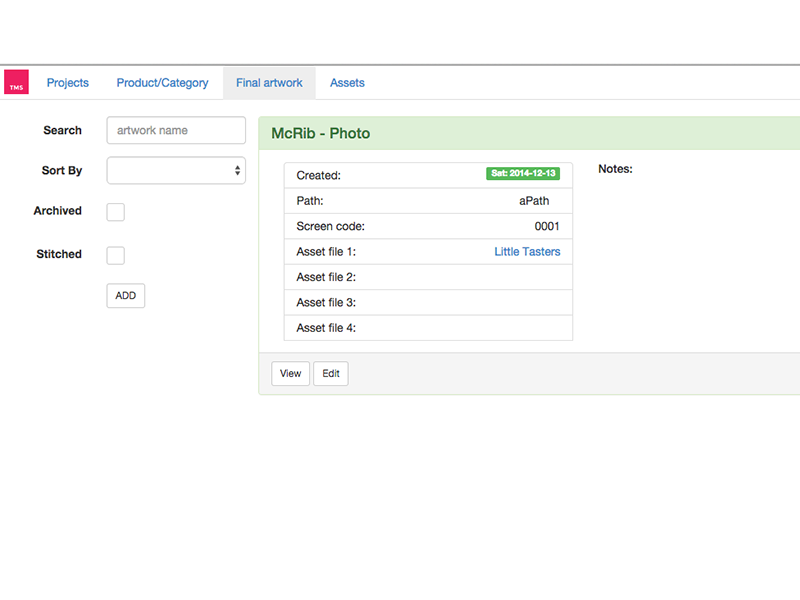 TMS
Projects Product/Category Final artwork Assets
Search artwork name
Sort By
Archived
Stitched
ADD
McRib - Photo
Created: Sat: 2014-12-13
Path: aPath
Screen code: 0001
Asset file 1: Little Tasters
Asset file 2:
Asset file 3:
Asset file 4:
Notes:
View Edit